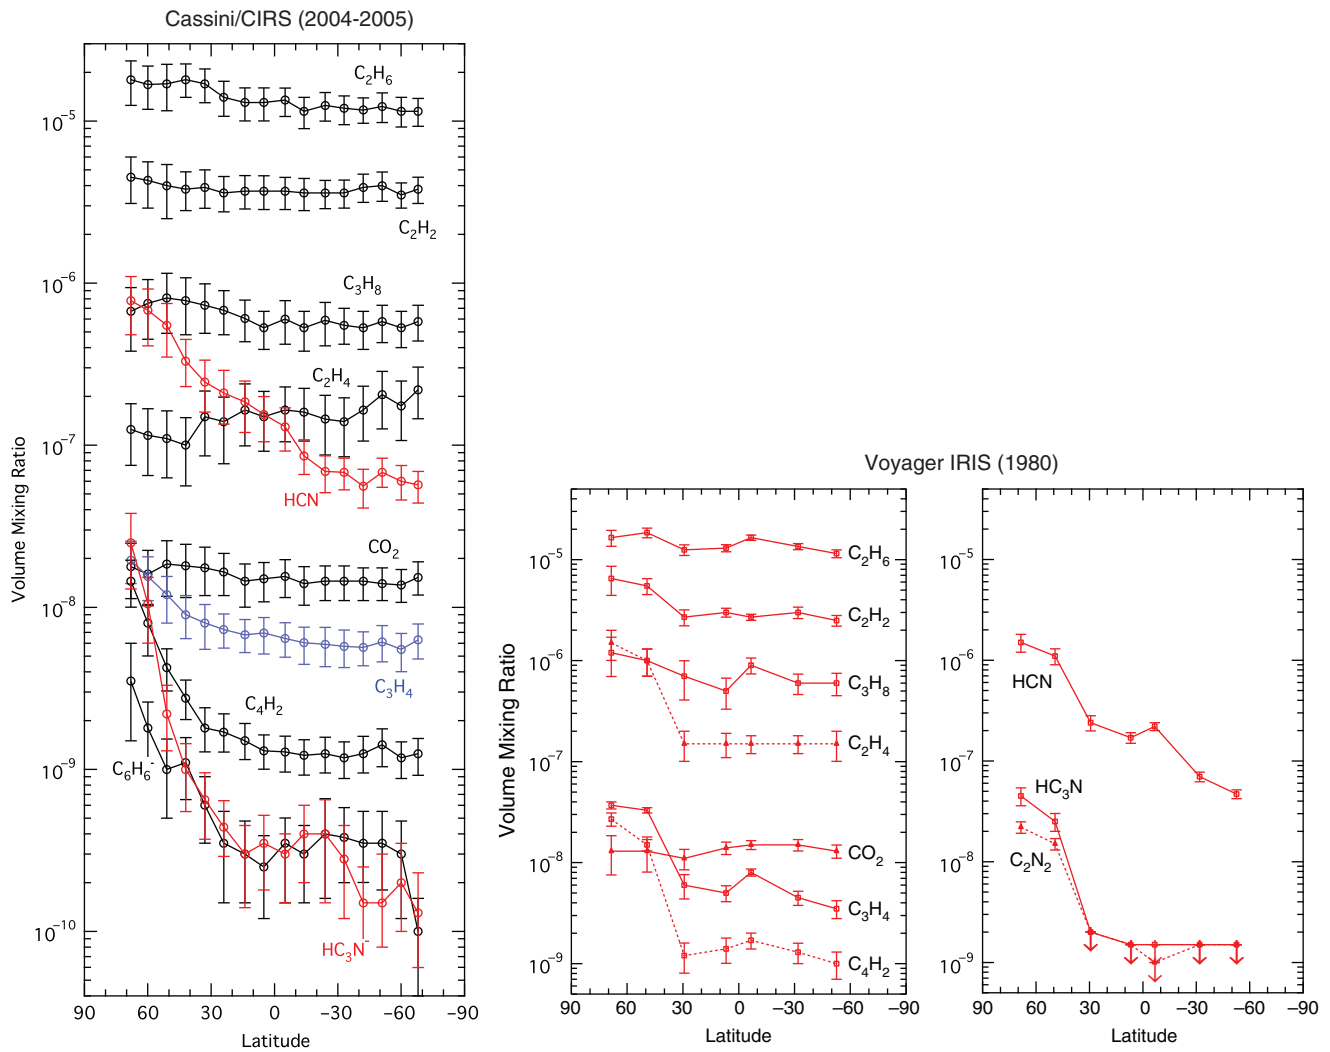 Cassini/CIRS (2004-2005)
C₂H₆
10⁻⁵
C₂H₂
10⁻⁶
C₃H₈
C₂H₄
10⁻⁷
HCN
CO₂
10⁻⁸
C₃H₄
C₄H₂
C₆H₆
10⁻⁹
10⁻¹⁰
HC₃N
Volume Mixing Ratio
90 60 30 0 −30 −60 −90
Latitude
Voyager IRIS (1980)
10⁻⁵
C₂H₆
C₂H₂
10⁻⁶
C₃H₈
C₂H₄
10⁻⁷
CO₂
10⁻⁸
C₃H₄
C₄H₂
10⁻⁹
Volume Mixing Ratio
90 60 30 0 −30 −60 −90
Latitude
10⁻⁵
10⁻⁶
HCN
10⁻⁷
HC₃N
C₂N₂
10⁻⁸
10⁻⁹
90 60 30 0 −30 −60 −90
Latitude